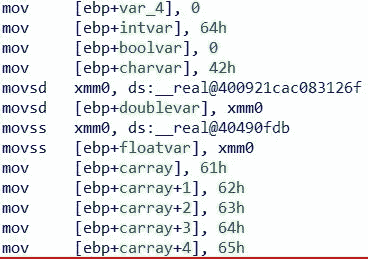 mov [ebp+var_4], 0
mov [ebp+intvar], 64h
mov [ebp+boolvar], 0
mov [ebp+charvar], 42h
movsd xmm0, ds:__real@400921cac083126f
movsd [ebp+doublevar], xmm0
movss xmm0, ds:__real@40490fdb
movss [ebp+floatvar], xmm0
mov [ebp+carray], 61h
mov [ebp+carray+1], 62h
mov [ebp+carray+2], 63h
mov [ebp+carray+3], 64h
mov [ebp+carray+4], 65h